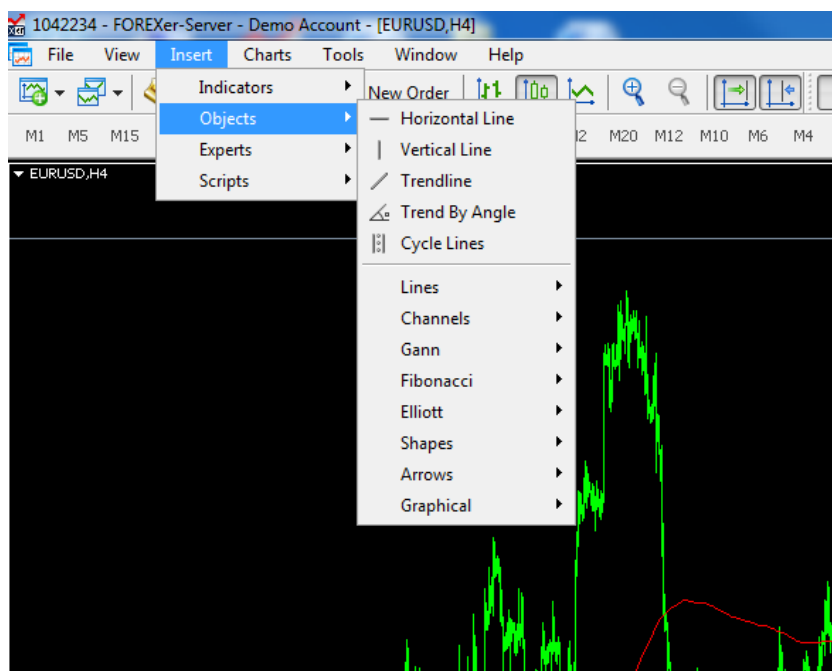 1042234 - FOREXer-Server - Demo Account - [EURUSD,H4]
File View Insert Charts Tools Window Help
Indicators
New Order
Objects
Experts
Scripts
Horizontal Line
Vertical Line
Trendline
Trend By Angle
Cycle Lines
Lines
Channels
Gann
Fibonacci
Elliott
Shapes
Arrows
Graphical
M1 M5 M15 M20 M12 M10 M6 M4
EURUSD,H4